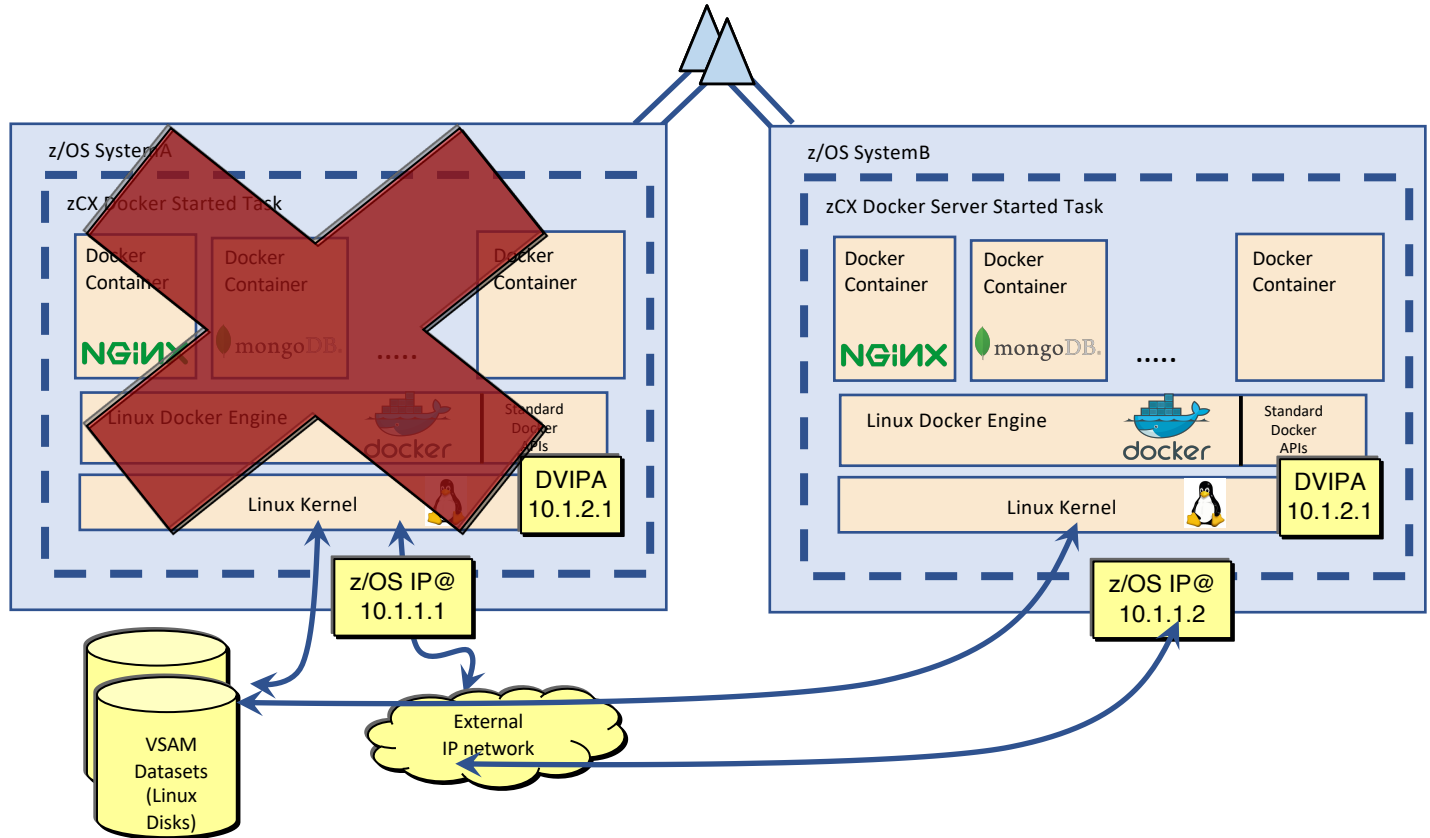 z/OS SystemA
zCX Docker Started Task
Docker
Container
NGINX
Docker
Container
mongoDB.
.....
Docker
Container
Linux Docker Engine
docker
Standard
Docker
APIs
Linux Kernel
DVIPA
10.1.2.1
z/OS IP@
10.1.1.1
z/OS SystemB
zCX Docker Server Started Task
Docker
Container
NGINX
Docker
Container
mongoDB.
.....
Docker
Container
Linux Docker Engine
docker
Standard
Docker
APIs
Linux Kernel
DVIPA
10.1.2.1
z/OS IP@
10.1.1.2
VSAM
Datasets
(Linux
Disks)
External
IP network